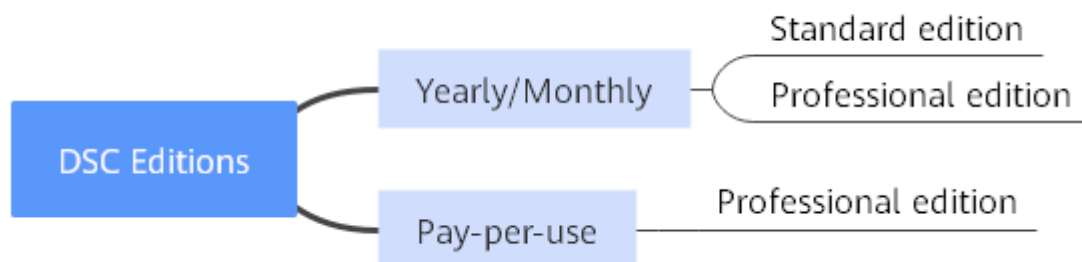 DSC Editions
Yearly/Monthly
Standard edition
Professional edition
Pay-per-use
Professional edition